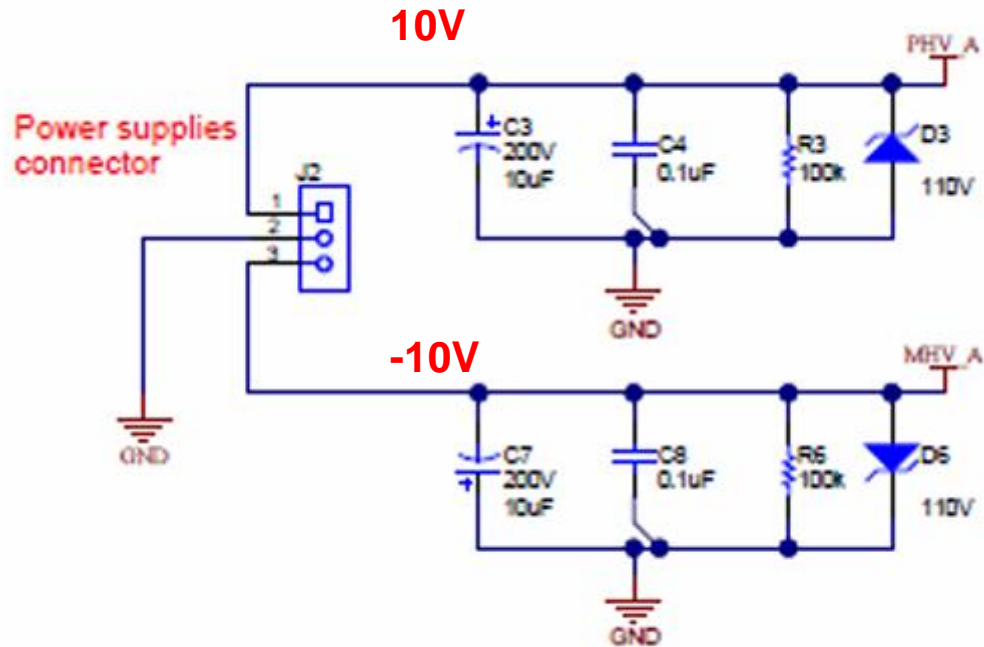 10V
PHV_A
Power supplies
connector
J2
1
2
3
C3
200V
10uF
C4
0.1uF
R3
100k
D3
110V
GND
-10V
MHV_A
GND
C7
200V
10uF
C8
0.1uF
R6
100k
D6
110V
GND